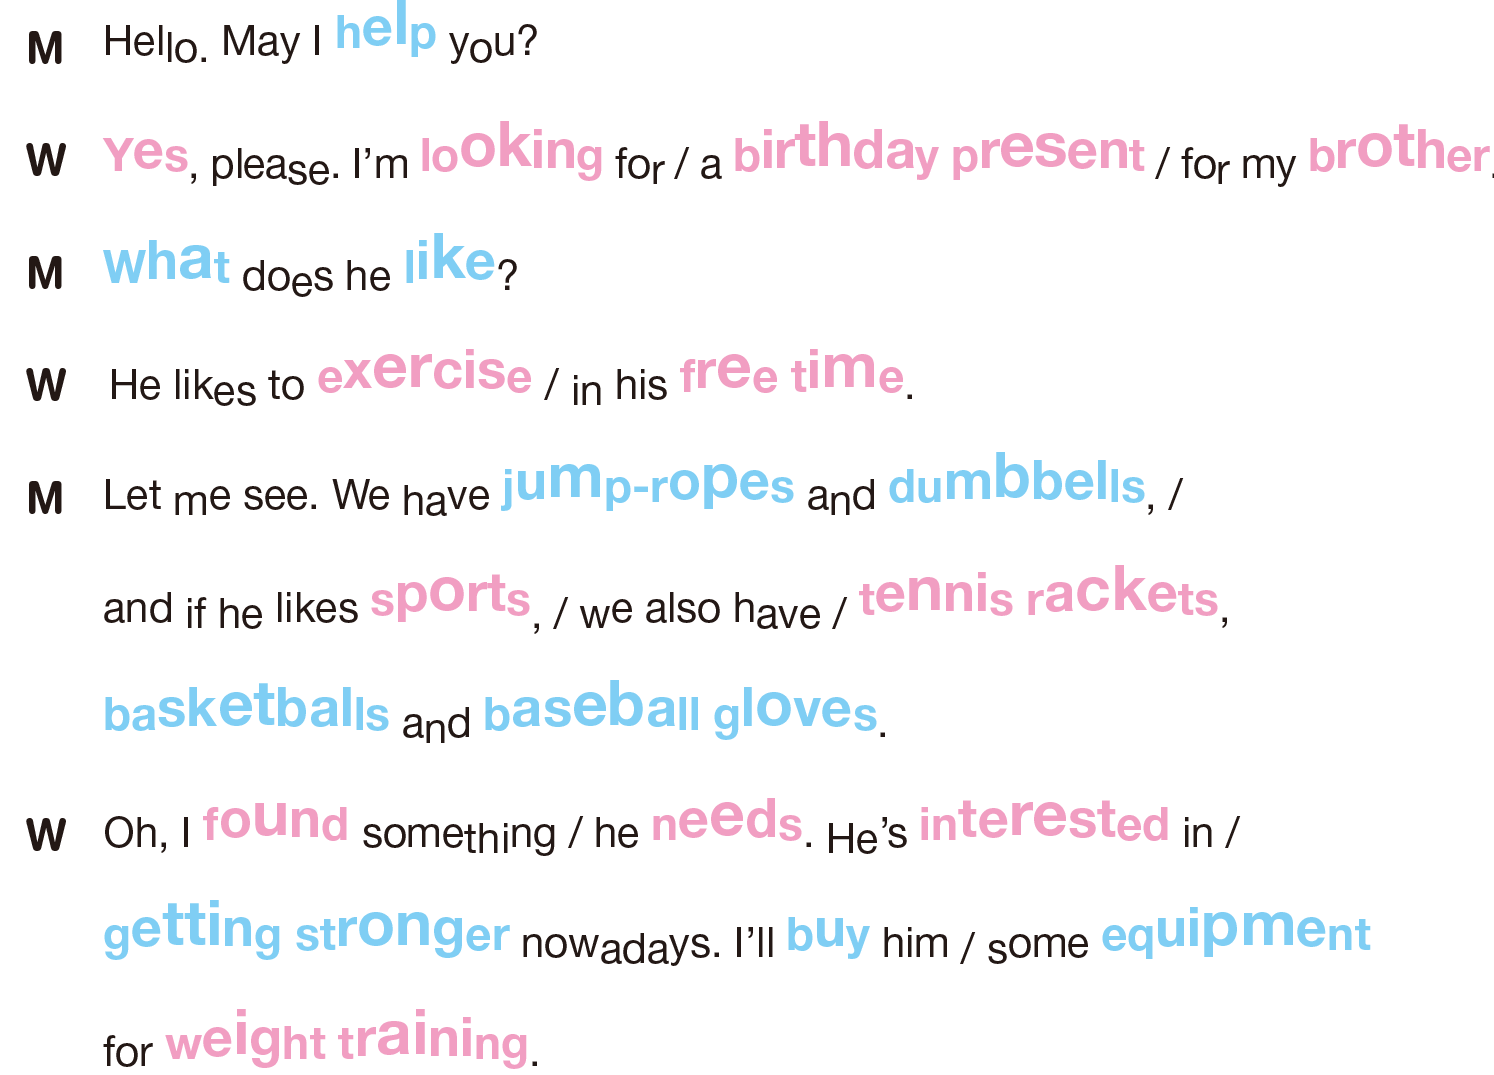 M Hello. May I help you?
W Yes, please. I'm looking for / a birthday present / for my brother.
M what does he like?
W He likes to exercise / in his free time.
M Let me see. We have jump-ropes and dumbbells, /
and if he likes sports, / we also have / tennis rackets,
basketballs and baseball gloves.
W Oh, I found something / he needs. He's interested in /
getting stronger nowadays. I'll buy him / some equipment
for weight training.